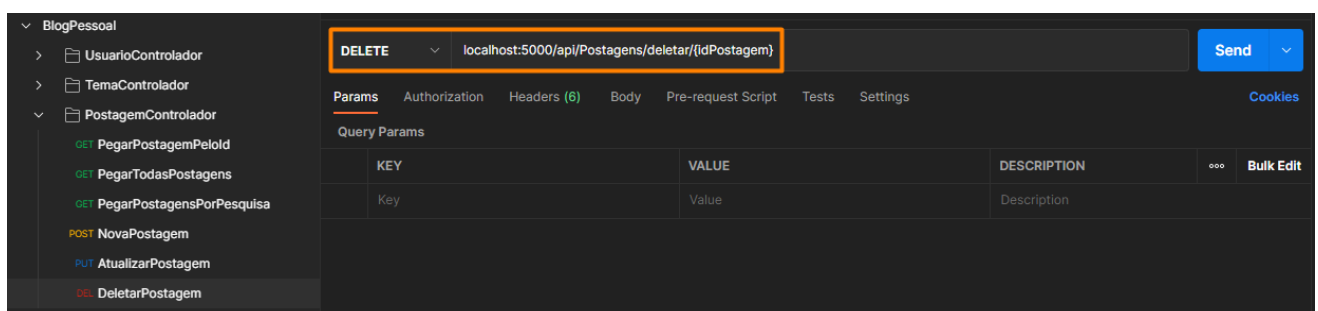 BlogPessoal
UsuarioControlador
TemaControlador
PostagemControlador
GET PegarPostagemPeloId
GET PegarTodasPostagens
GET PegarPostagensPorPesquisa
POST NovaPostagem
PUT AtualizarPostagem
DEL DeletarPostagem
DELETE localhost:5000/api/Postagens/deletar/{idPostagem} Send
Params Authorization Headers (6) Body Pre-request Script Tests Settings Cookies
Query Params
KEY VALUE DESCRIPTION ooo Bulk Edit
Key Value Description